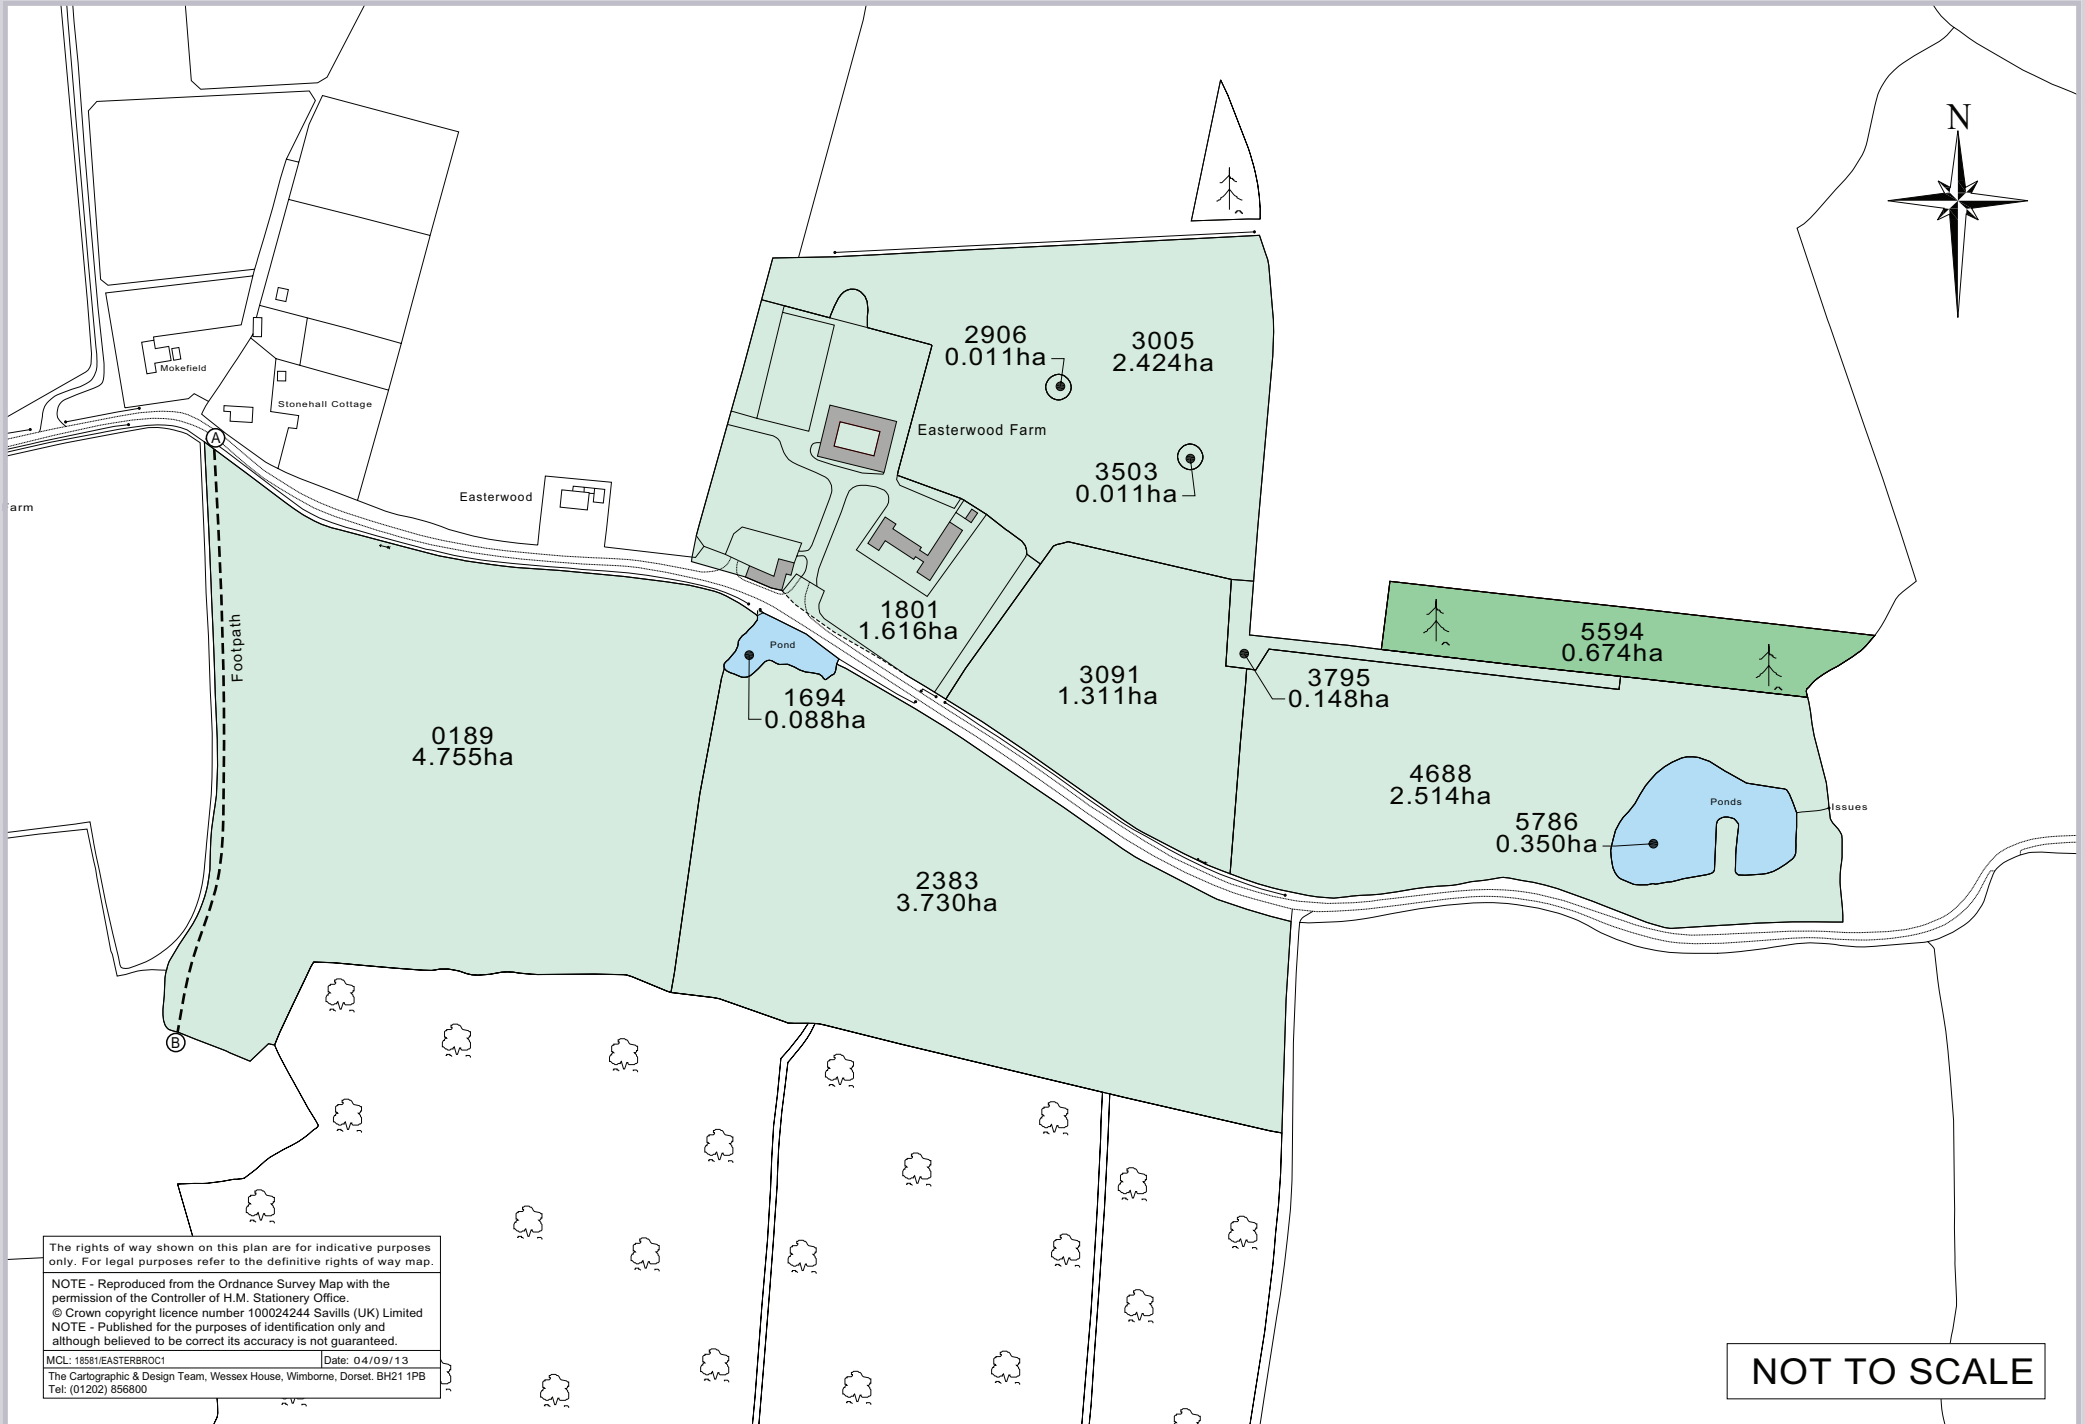 N
2906
0.011ha
3005
2.424ha
Mokefield
Stonehall Cottage
A
Easterwood Farm
3503
0.011ha
Easterwood
arm
1801
1.616ha
Footpath
Pond
5594
0.674ha
3091
1.311ha
3795
0.148ha
1694
0.088ha
0189
4.755ha
4688
2.514ha
Ponds
Issues
5786
0.350ha
2383
3.730ha
B
The rights of way shown on this plan are for indicative purposes
only. For legal purposes refer to the definitive rights of way map.
NOTE - Reproduced from the Ordnance Survey Map with the
permission of the Controller of H.M. Stationery Office.
© Crown copyright licence number 100024244 Savills (UK) Limited
NOTE - Published for the purposes of identification only and
although believed to be correct its accuracy is not guaranteed.
MCL: 18581/EASTERBROC1
Date: 04/09/13
The Cartographic & Design Team, Wessex House, Wimborne, Dorset. BH21 1PB
Tel: (01202) 856800
NOT TO SCALE